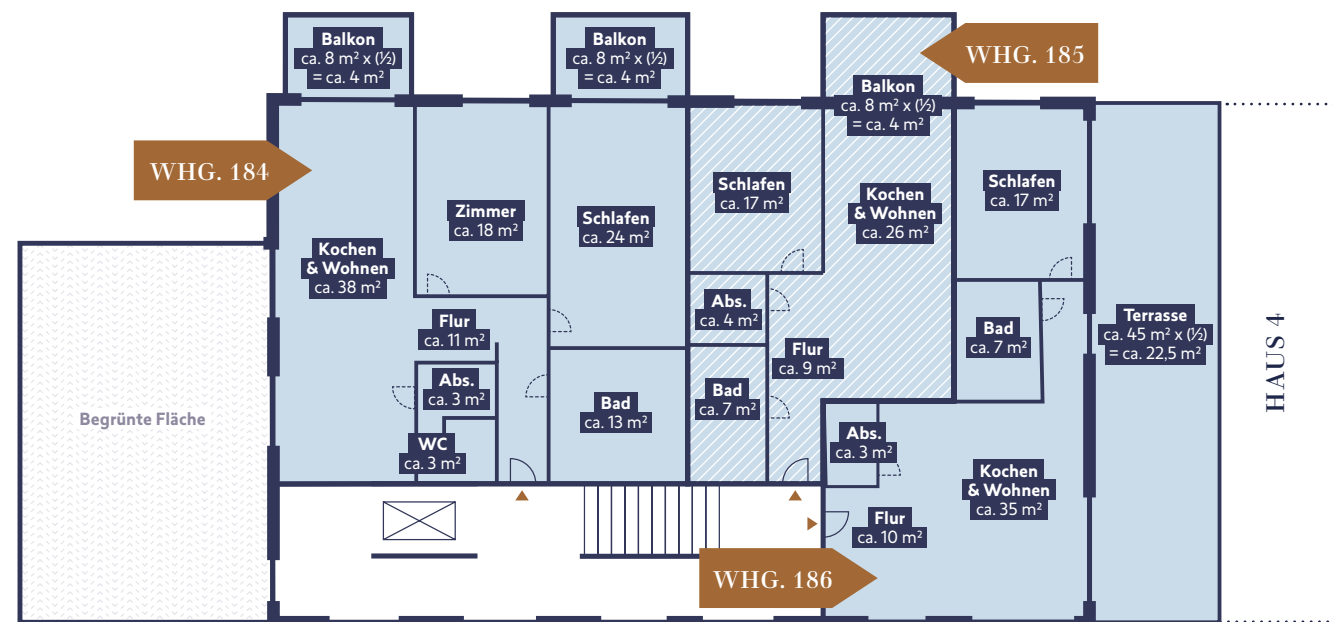 Balkon
ca. 8 m² x (½)
= ca. 4 m²
Balkon
ca. 8 m² x (½)
= ca. 4 m²
WHG. 185
Balkon
ca. 8 m² x (½)
= ca. 4 m²
WHG. 184
Zimmer
ca. 18 m²
Schlafen
ca. 24 m²
Schlafen
ca. 17 m²
Kochen
& Wohnen
ca. 26 m²
Schlafen
ca. 17 m²
Kochen
& Wohnen
ca. 38 m²
Flur
ca. 11 m²
Abs.
ca. 4 m²
Flur
ca. 9 m²
Bad
ca. 7 m²
Terrasse
ca. 45 m² x (½)
= ca. 22,5 m²
HAUS 4
Begrünte Fläche
Abs.
ca. 3 m²
Bad
ca. 13 m²
Bad
ca. 7 m²
WC
ca. 3 m²
Abs.
ca. 3 m²
Kochen
& Wohnen
ca. 35 m²
Flur
ca. 10 m²
WHG. 186